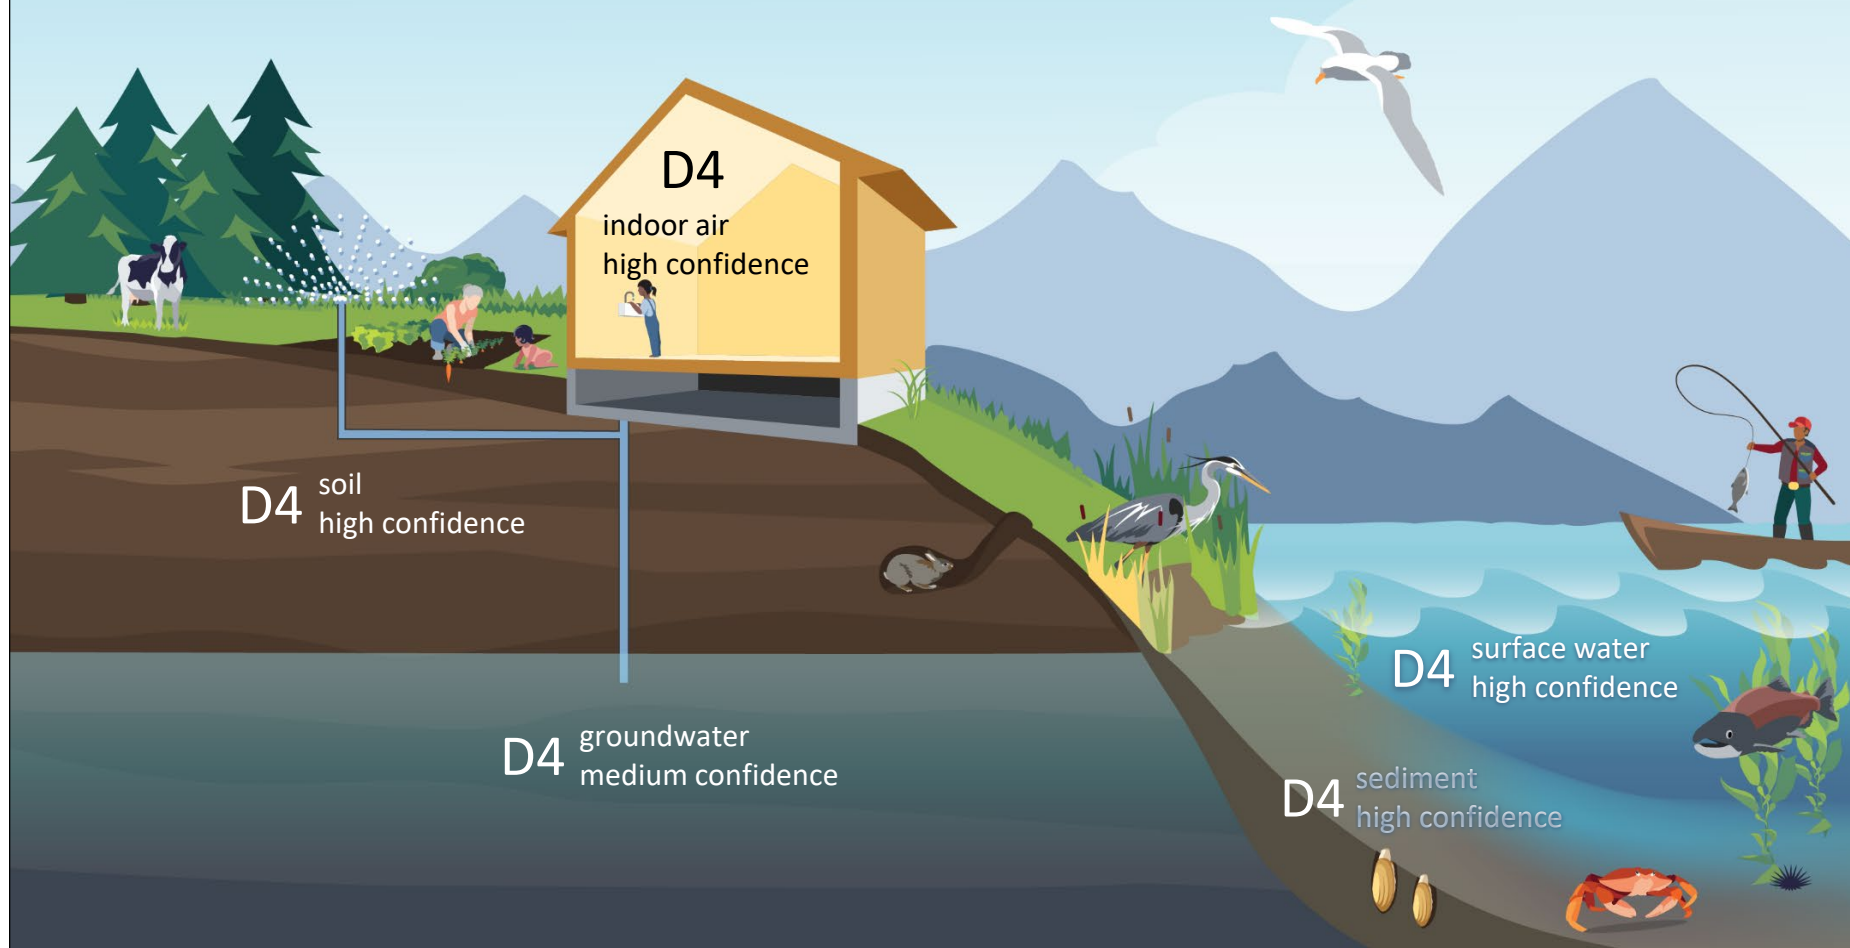 D4
indoor air
high confidence
D4
soil
high confidence
D4
surface water
high confidence
D4
groundwater
medium confidence
D4
sediment
high confidence